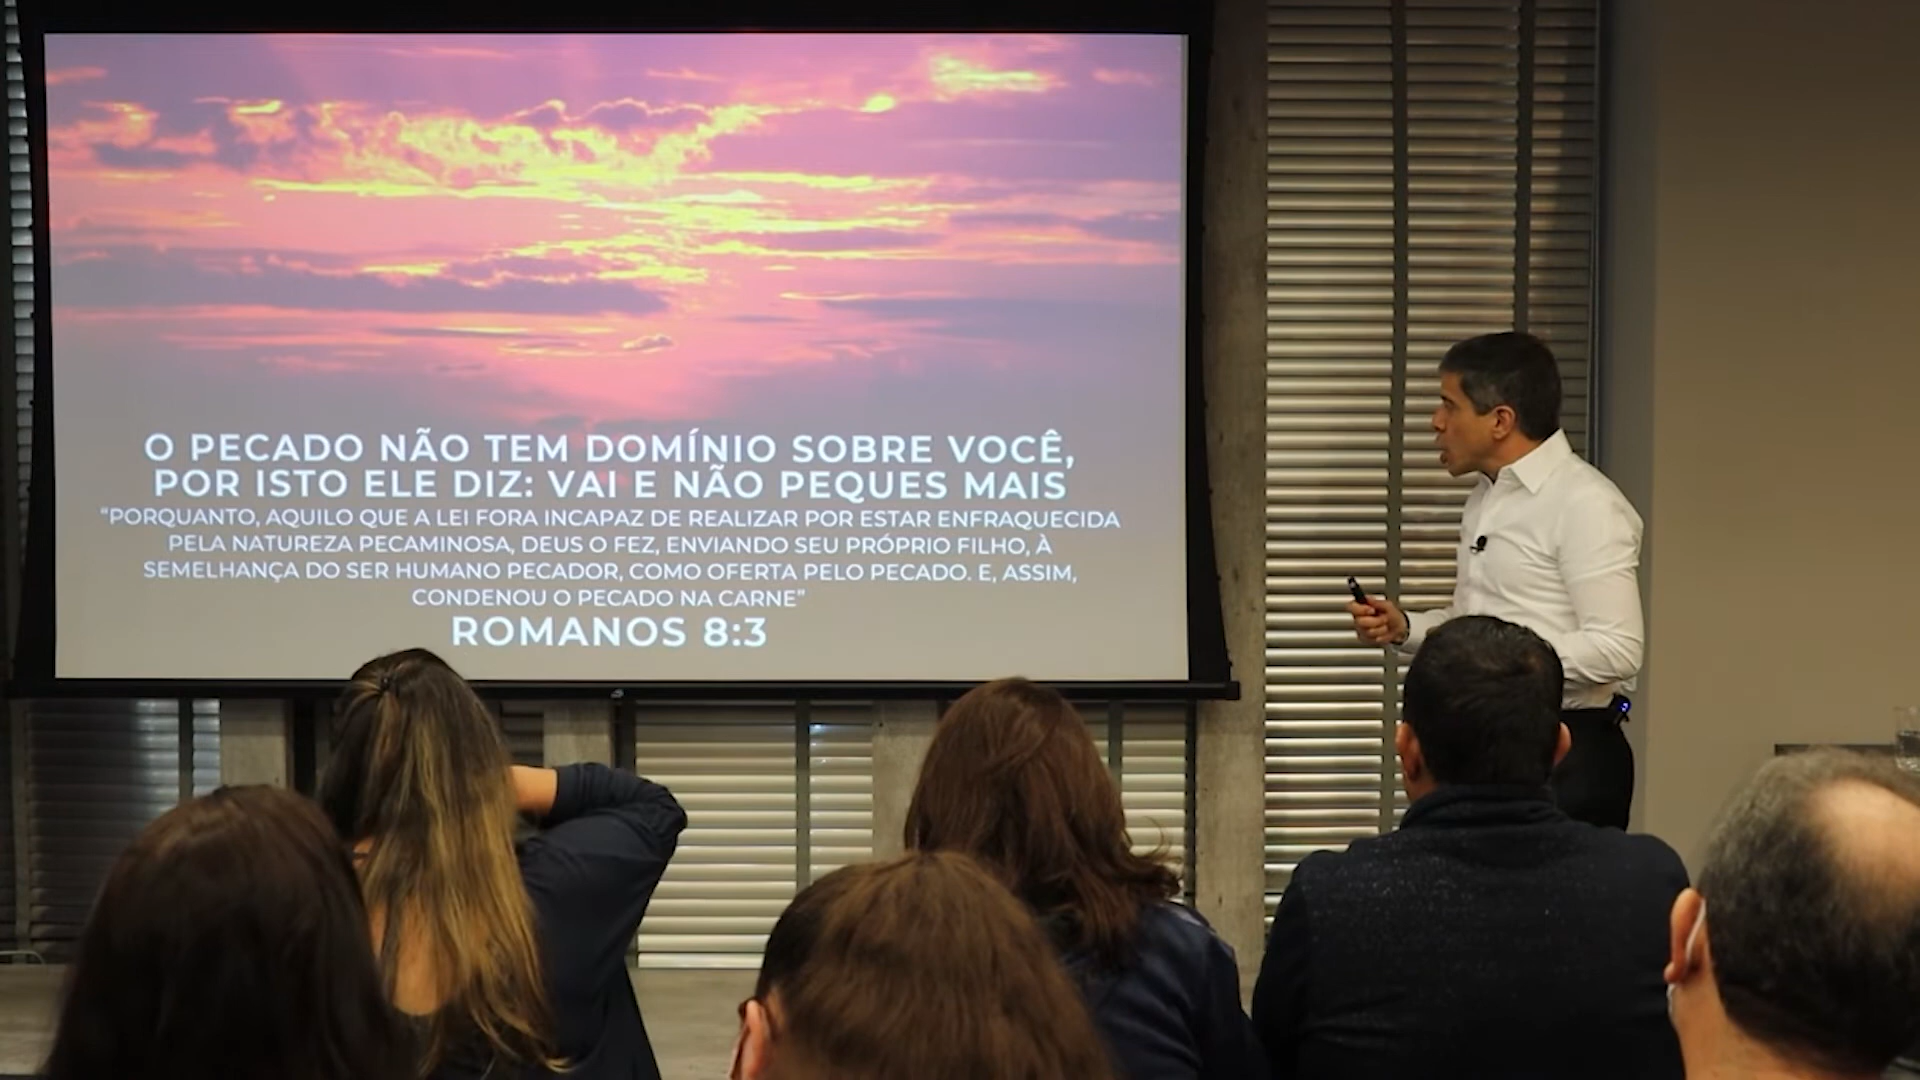 O PECADO NÃO TEM DOMÍNIO SOBRE VOCÊ,
POR ISTO ELE DIZ: VAI E NÃO PEQUES MAIS
"PORQUANTO, AQUILO QUE A LEI FORA INCAPAZ DE REALIZAR POR ESTAR ENFRAQUECIDA
PELA NATUREZA PECAMINOSA, DEUS O FEZ, ENVIANDO SEU PRÓPRIO FILHO, À
SEMELHANÇA DO SER HUMANO PECADOR, COMO OFERTA PELO PECADO. E, ASSIM,
CONDENOU O PECADO NA CARNE"
ROMANOS 8:3